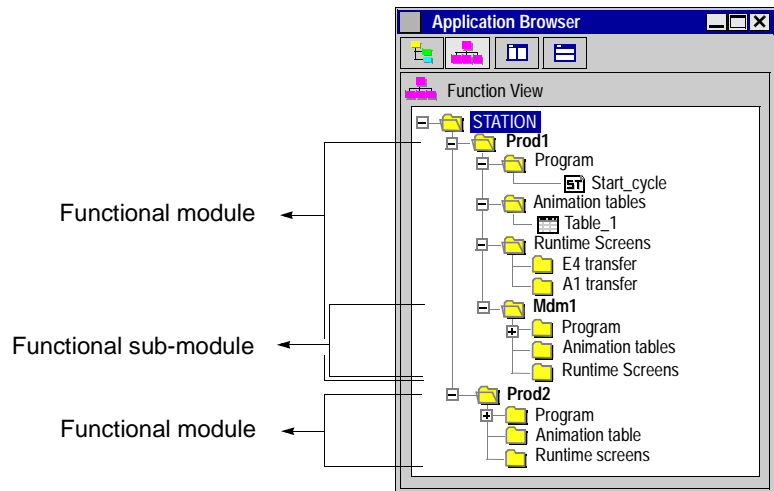 Application Browser
Function View
STATION
Prod1
Program
ST
Start_cycle
Animation tables
Table_1
Runtime Screens
E4 transfer
A1 transfer
Mdm1
Program
Animation tables
Runtime Screens
Prod2
Program
Animation table
Runtime screens
Functional module
Functional sub-module
Functional module